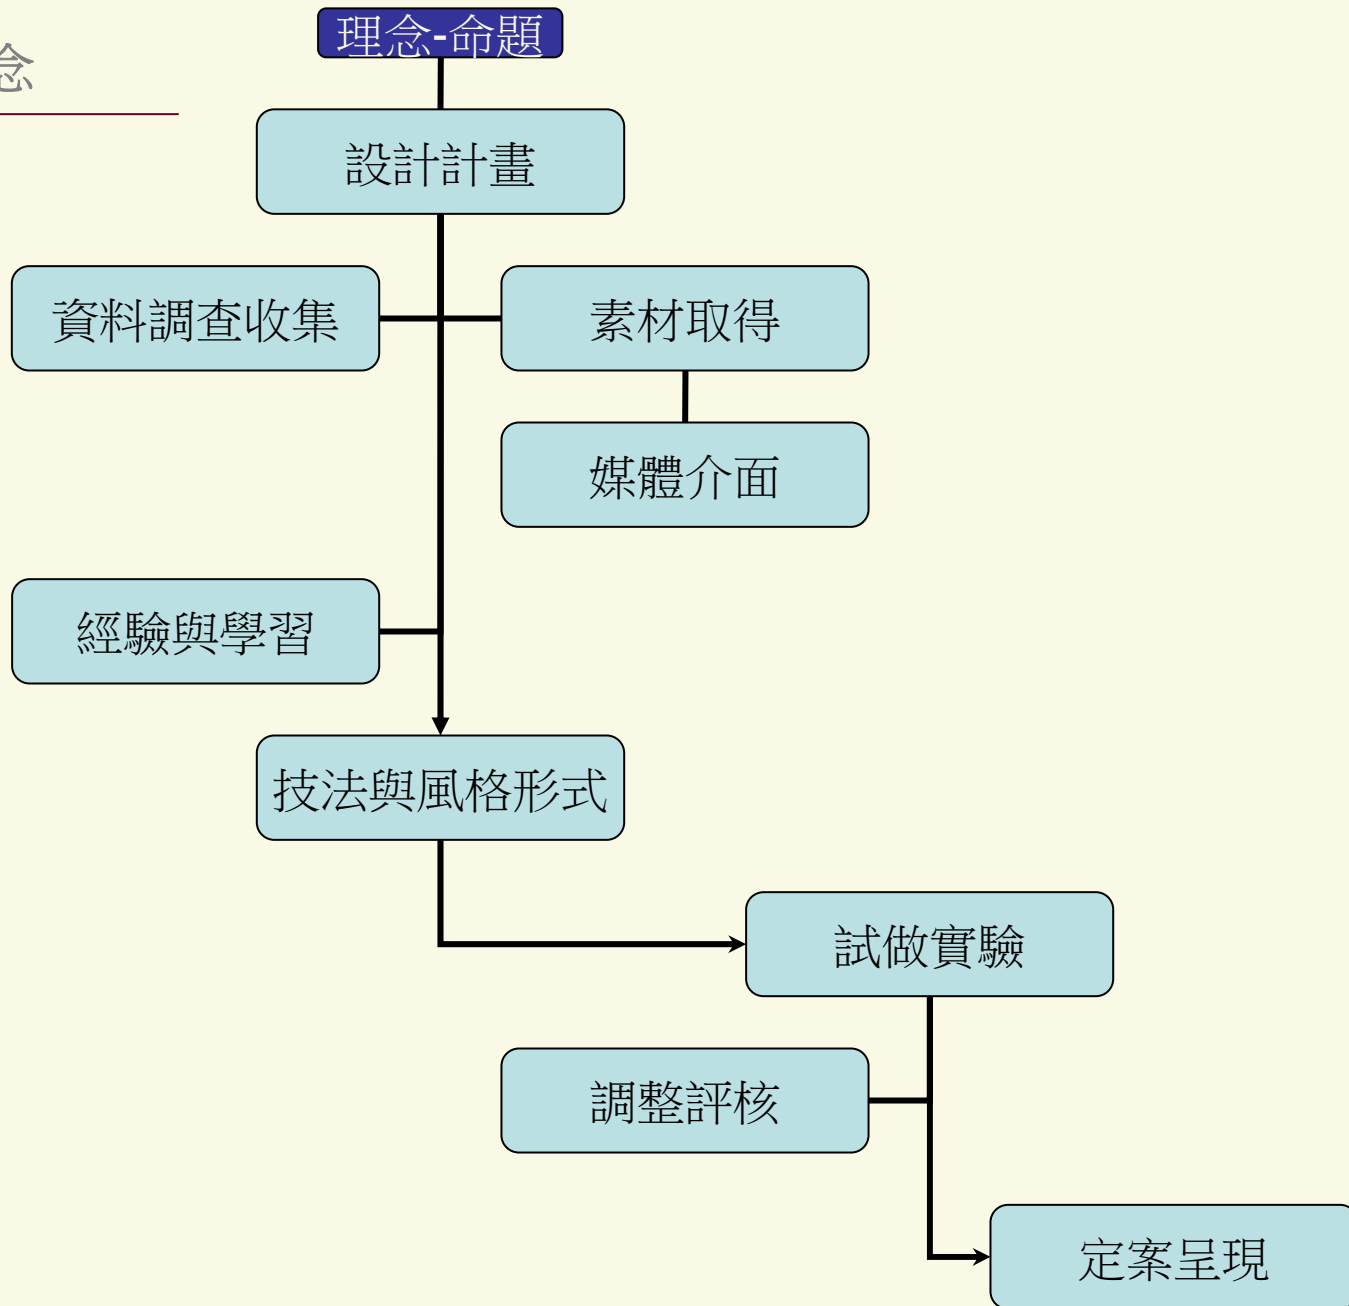 理念-命題
念
設計計畫
資料調查收集
素材取得
媒體介面
經驗與學習
技法與風格形式
試做實驗
調整評核
定案呈現